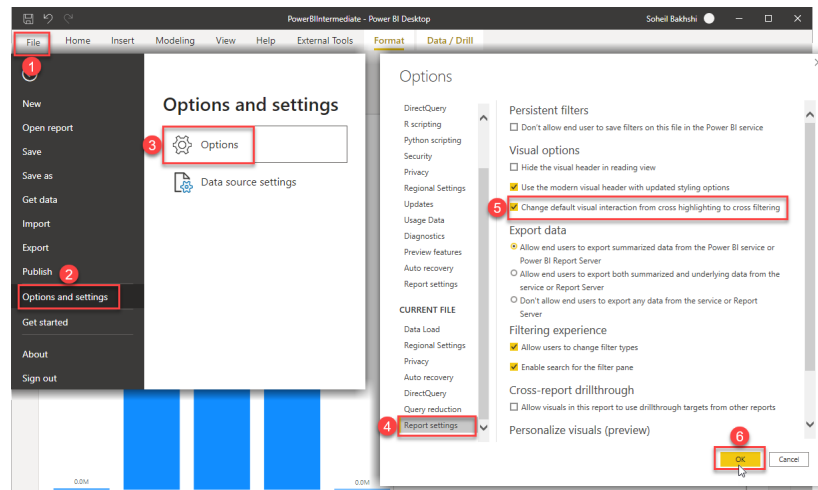 PowerBIIntermediate - Power BI Desktop
Soheil Bakhshi
File Home Insert Modeling View Help External Tools Format Data / Drill
1
New
Open report
Save
Save as
Get data
Import
Export
Publish
2
Options and settings
Get started
About
Sign out
Options and settings
3
Options
Data source settings
Options
DirectQuery
R scripting
Python scripting
Security
Privacy
Regional Settings
Updates
Usage Data
Diagnostics
Preview features
Auto recovery
Report settings
CURRENT FILE
Data Load
Regional Settings
Privacy
Auto recovery
DirectQuery
Query reduction
4
Report settings
Persistent filters
Don't allow end user to save filters on this file in the Power BI service
Visual options
Hide the visual header in reading view
Use the modern visual header with updated styling options
5
Change default visual interaction from cross highlighting to cross filtering
Export data
Allow end users to export summarized data from the Power BI service or
Power BI Report Server
Allow end users to export both summarized and underlying data from the
service or Report Server
Don't allow end users to export any data from the service or Report
Server
Filtering experience
Allow users to change filter types
Enable search for the filter pane
Cross-report drillthrough
Allow visuals in this report to use drillthrough targets from other reports
Personalize visuals (preview)
6
OK Cancel
0.0M
0.0M